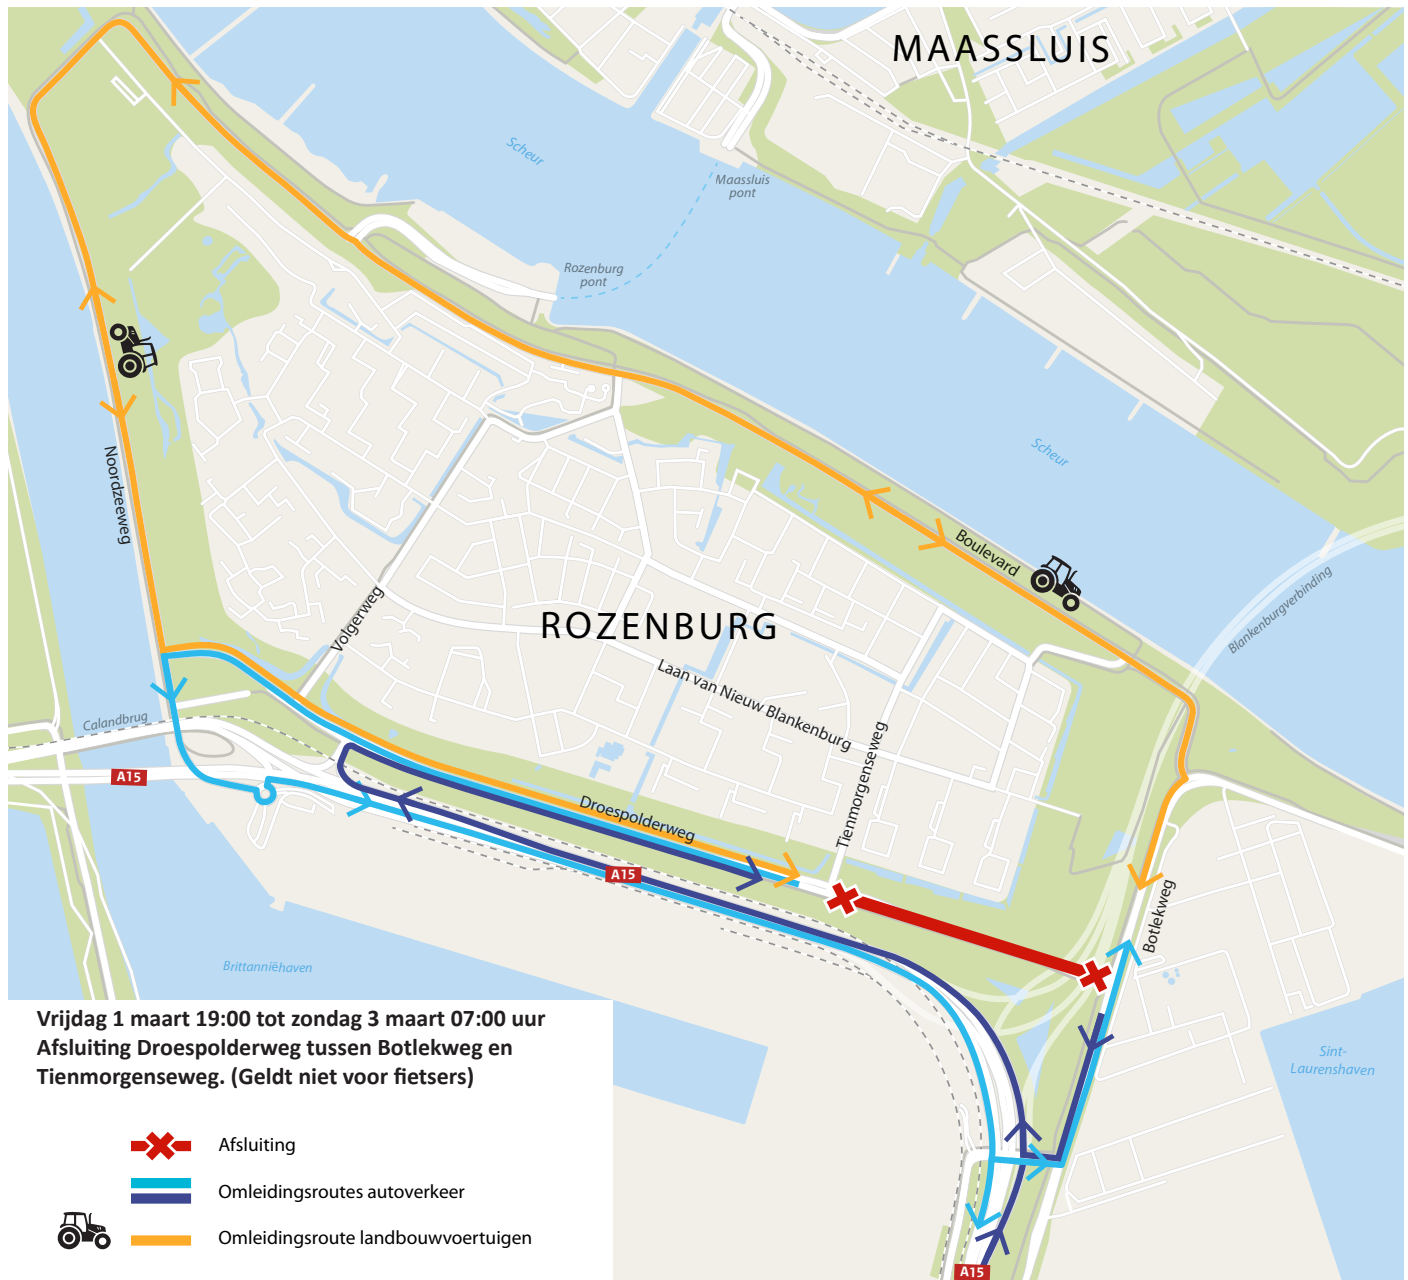 MAASSLUIS
Scheur
Maassluis
pont
Rozenburg
pont
Scheur
Noordzeeweg
Boulevard
Blankenburgverbinding
Volgerweg
ROZENBURG
Laan van Nieuw Blankenburg
Calandbrug
Tienmorgenseweg
A15
Droespolderweg
A15
Botlekweg
Brittanniëhaven
Sint-
Laurenshaven
Vrijdag 1 maart 19:00 tot zondag 3 maart 07:00 uur
Afsluiting Droespolderweg tussen Botlekweg en
Tienmorgenseweg. (Geldt niet voor fietsers)
Afsluiting
Omleidingsroutes autoverkeer
Omleidingsroute landbouwvoertuigen
A15